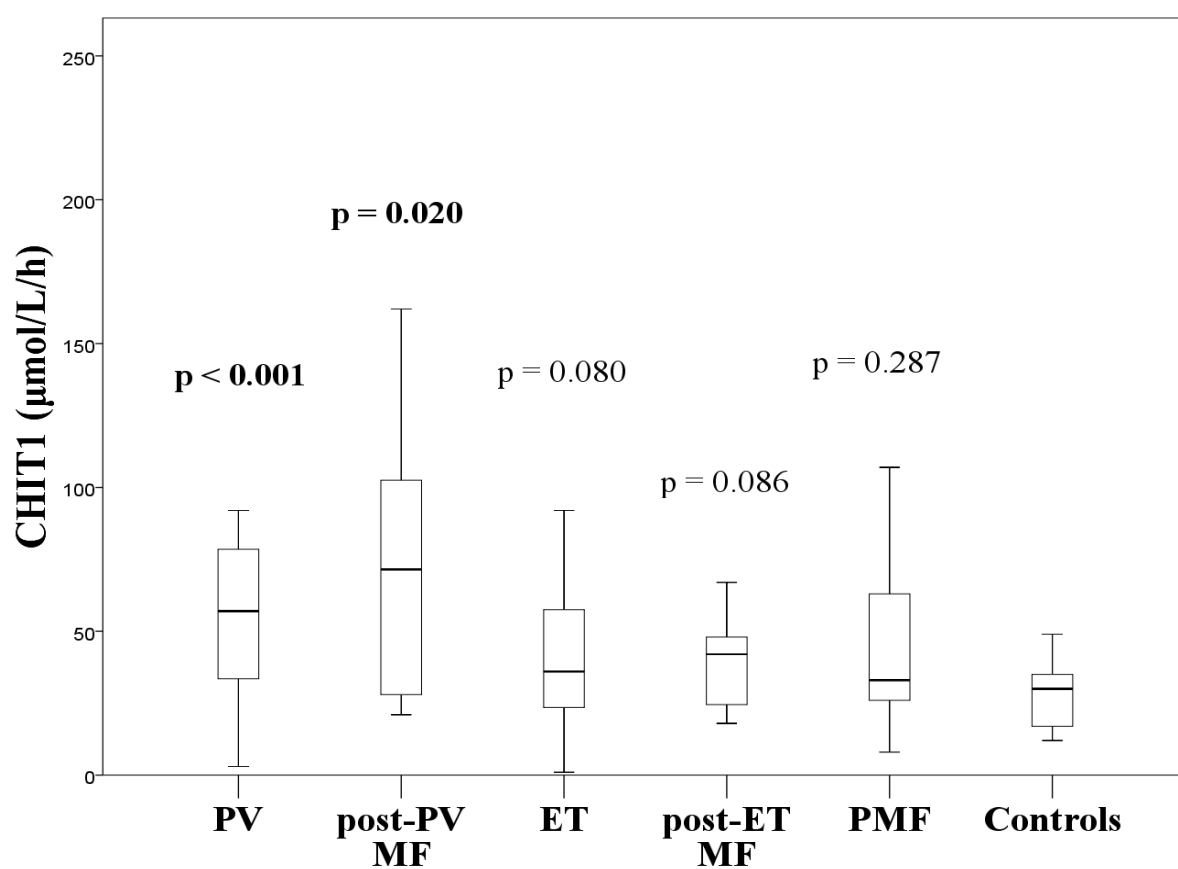 250
200
150
100
50
0
CHIT1 (µmol/L/h)
p < 0.001
p = 0.020
p = 0.080
p = 0.086
p = 0.287
PV
post-PV
MF
ET
post-ET
MF
PMF
Controls